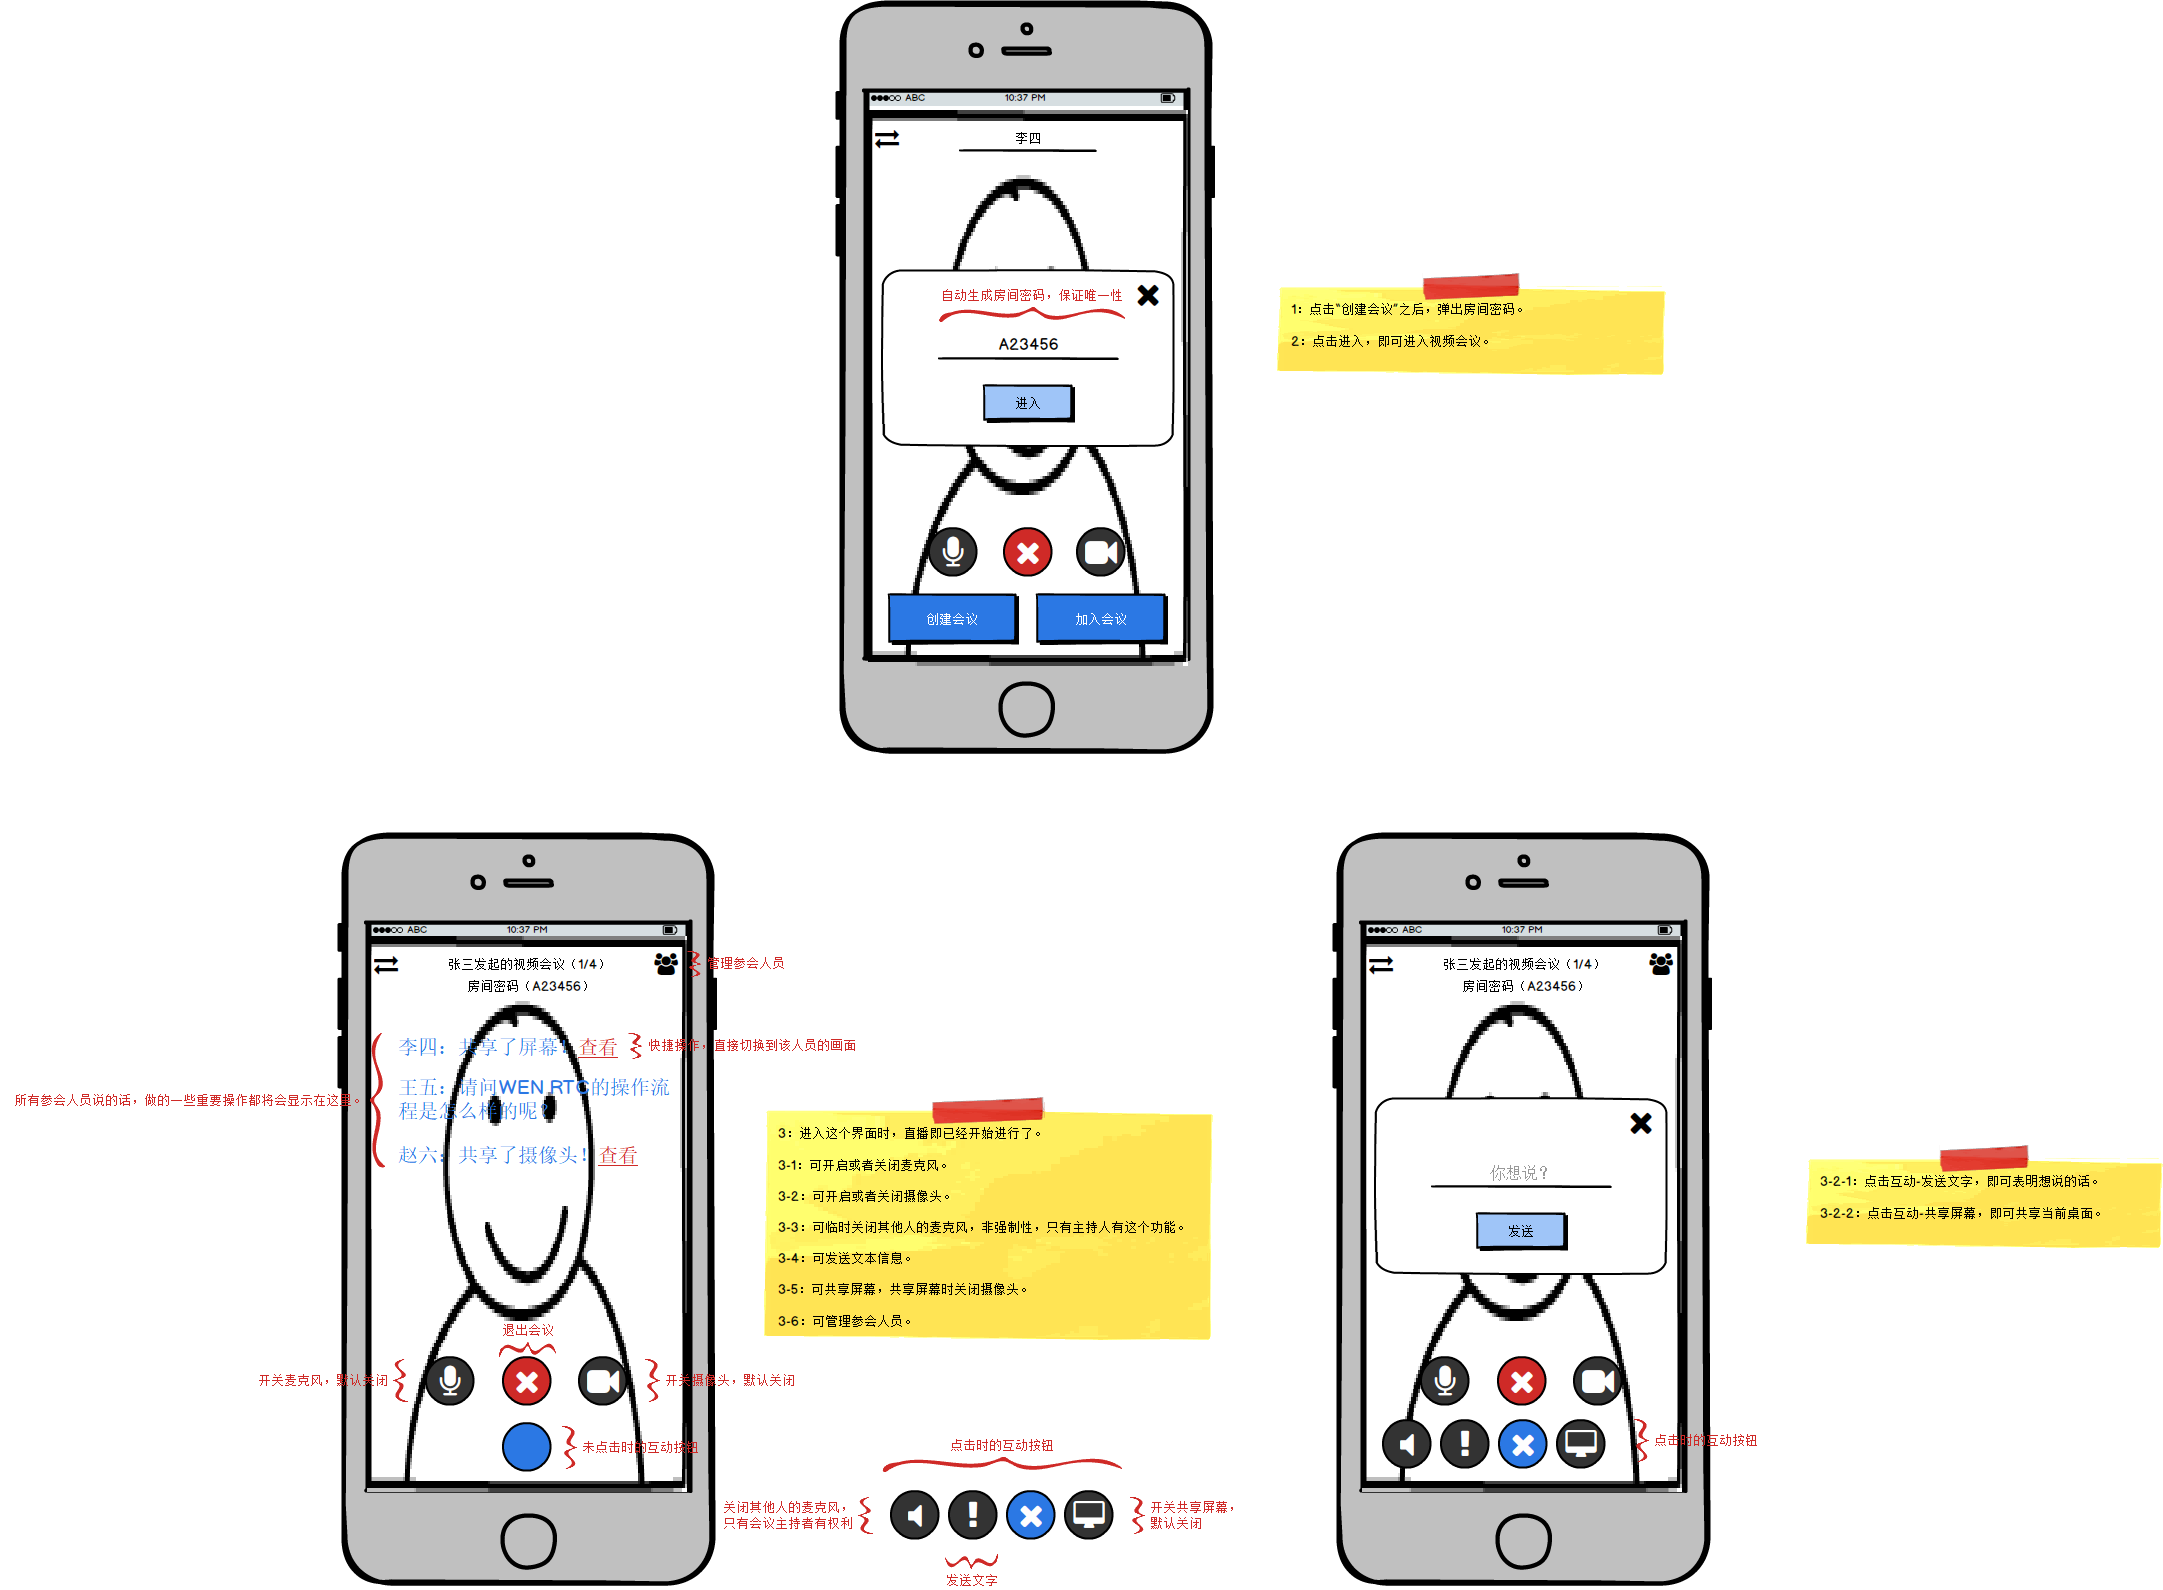 ABC
10:37 PM
李四
自动生成房间密码，保证唯一性
A23456
进入
创建会议
加入会议
1：点击“创建会议”之后，弹出房间密码。
2：点击进入，即可进入视频会议。
ABC
10:37 PM
张三发起的视频会议（1/4）
房间密码（A23456）
管理参会人员
李四：共享了屏幕！查看
快捷操作，直接切换到该人员的画面
王五：请问WEN RTC的操作流
程是怎么样的呢？
所有参会人员说的话，做的一些重要操作都将会显示在这里。
赵六：共享了摄像头！查看
退出会议
开关麦克风，默认关闭
开关摄像头，默认关闭
未点击时的互动按钮
3：进入这个界面时，直播即已经开始进行了。
3-1：可开启或者关闭麦克风。
3-2：可开启或者关闭摄像头。
3-3：可临时关闭其他人的麦克风，非强制性，只有主持人有这个功能。
3-4：可发送文本信息。
3-5：可共享屏幕，共享屏幕时关闭摄像头。
3-6：可管理参会人员。
点击时的互动按钮
关闭其他人的麦克风，
只有会议主持者有权利
开关共享屏幕，
默认关闭
发送文字
ABC
10:37 PM
张三发起的视频会议（1/4）
房间密码（A23456）
你想说？
发送
点击时的互动按钮
3-2-1：点击互动-发送文字，即可表明想说的话。
3-2-2：点击互动-共享屏幕，即可共享当前桌面。